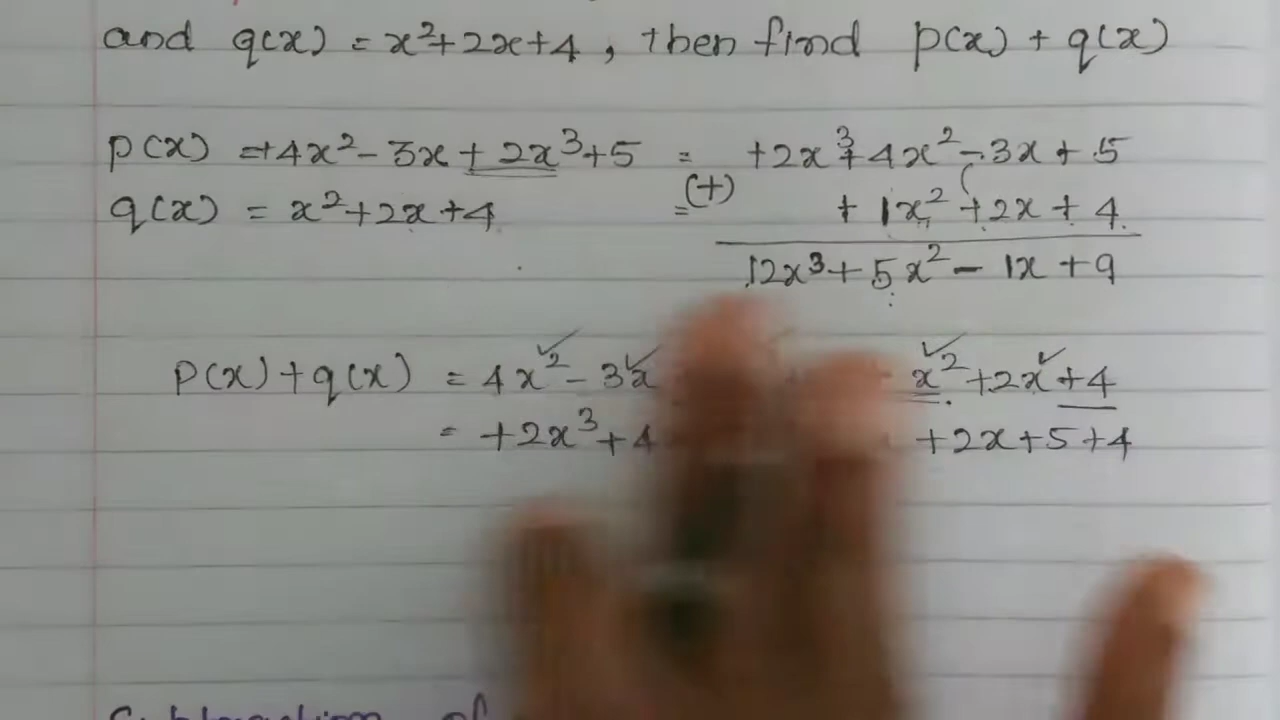 and q(x) = x²+2x+4, then find p(x) + q(x)
p(x) =+4x²-3x+2x³+5 = +2x³+4x²-3x+5
q(x) = x²+2x+4 = (+) +1x²+2x+4
12x³+5x²-1x+9
p(x)+q(x) = 4x²-3x x²+2x+4
= +2x³+4 +2x+5+4
of